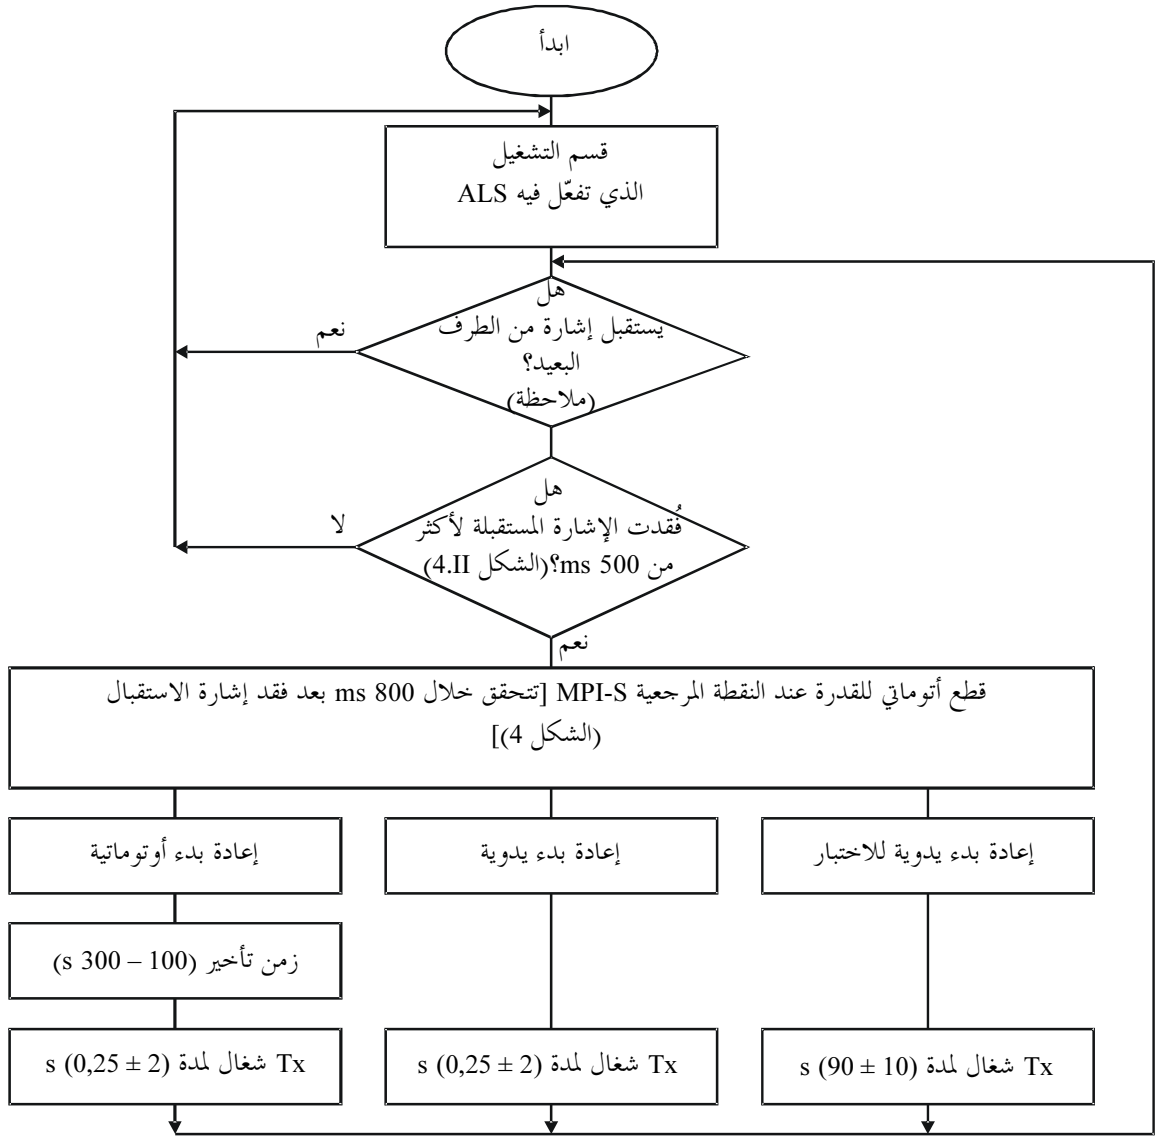 ابدأ
قسم التشغيل
الذي تفعّل فيه ALS
هل
يستقبل إشارة من الطرف
البعيد؟
(ملاحظة)
نعم
هل
فُقدت الإشارة المستقبلة لأكثر
من 500 ms؟(الشكل 4.II)
لا
نعم
قطع أتوماتي للقدرة عند النقطة المرجعية MPI-S [تتحقق خلال 800 ms بعد فقد إشارة الاستقبال
(الشكل 4)]
إعادة بدء يدوية للاختبار
إعادة بدء يدوية
إعادة بدء أوتوماتية
زمن تأخير (100 – 300 s)
Tx شغال لمدة (10 ± 90) s
Tx شغال لمدة (2 ± 0,25) s
Tx شغال لمدة (2 ± 0,25) s